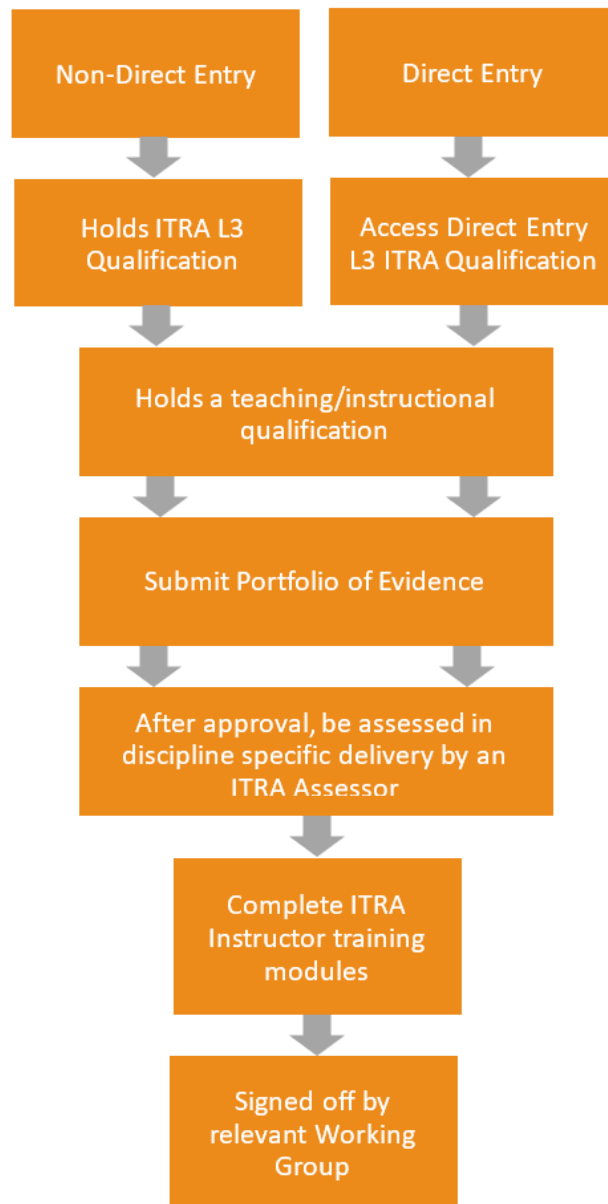 Non-Direct Entry
Direct Entry
Holds ITRA L3
Qualification
Access Direct Entry
L3 ITRA Qualification
Holds a teaching/instructional
qualification
Submit Portfolio of Evidence
After approval, be assessed in
discipline specific delivery by an
ITRA Assessor
Complete ITRA
Instructor training
modules
Signed off by
relevant Working
Group